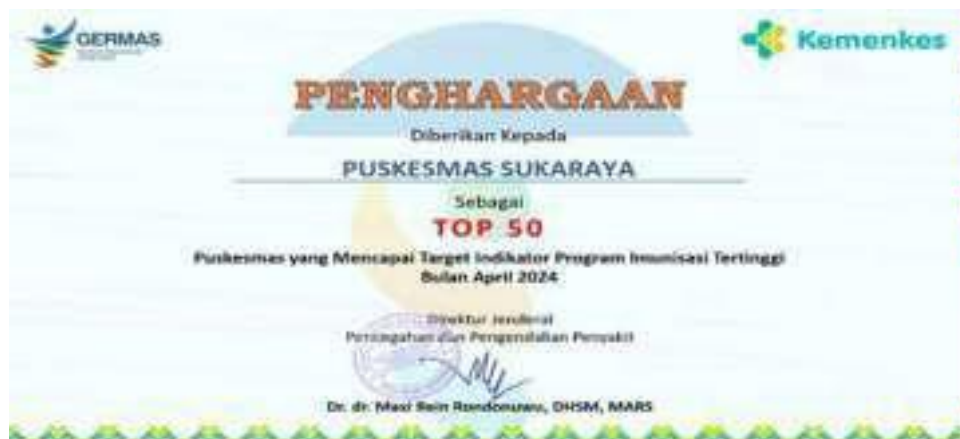 GERMAS
Kemenkes
PENGHARGAAN
Diberikan Kepada
PUSKESMAS SUKARAYA
Sebagai
TOP 50
Puskesmas yang Mencapai Target Indikator Program Imunisasi Tertinggi
Bulan April 2024
Direktur Jenderal
Pencegahan dan Pengendalian Penyakit
Dr. dr. Maxi Rein Rondonuwu, DHSM, MARS